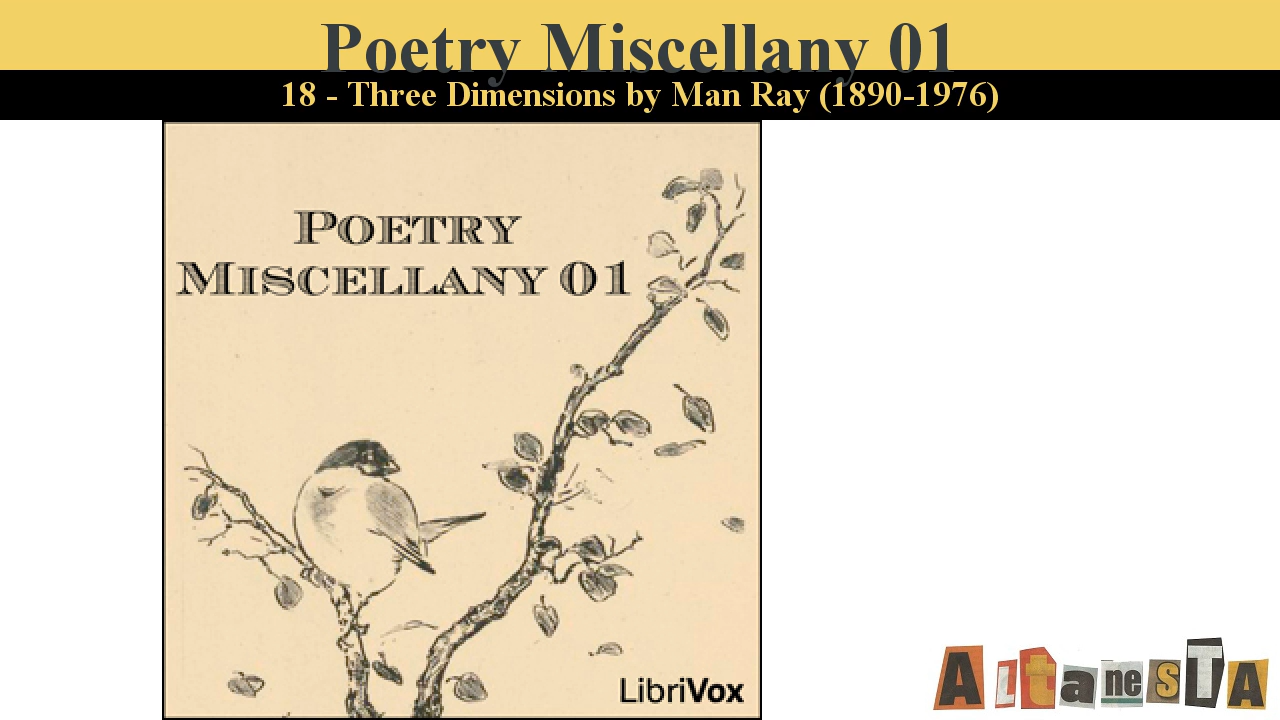 Poetry Miscellany 01
18 - Three Dimensions by Man Ray (1890-1976)
POETRY
MISCELLANY 01
LibriVox
AltanesTA